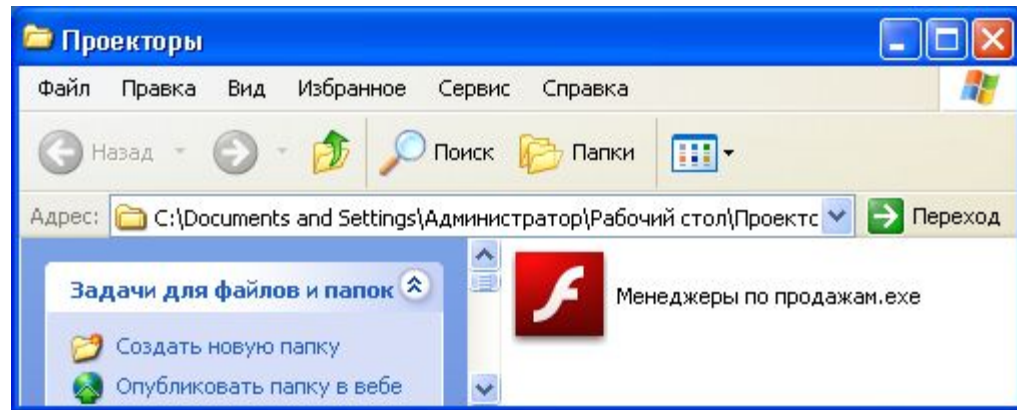 Проекторы
Файл Правка Вид Избранное Сервис Справка
Назад Поиск Папки
Адрес: C:\Documents and Settings\Администратор\Рабочий стол\Проектс Переход
Задачи для файлов и папок
Менеджеры по продажам.exe
Создать новую папку
Опубликовать папку в вебе